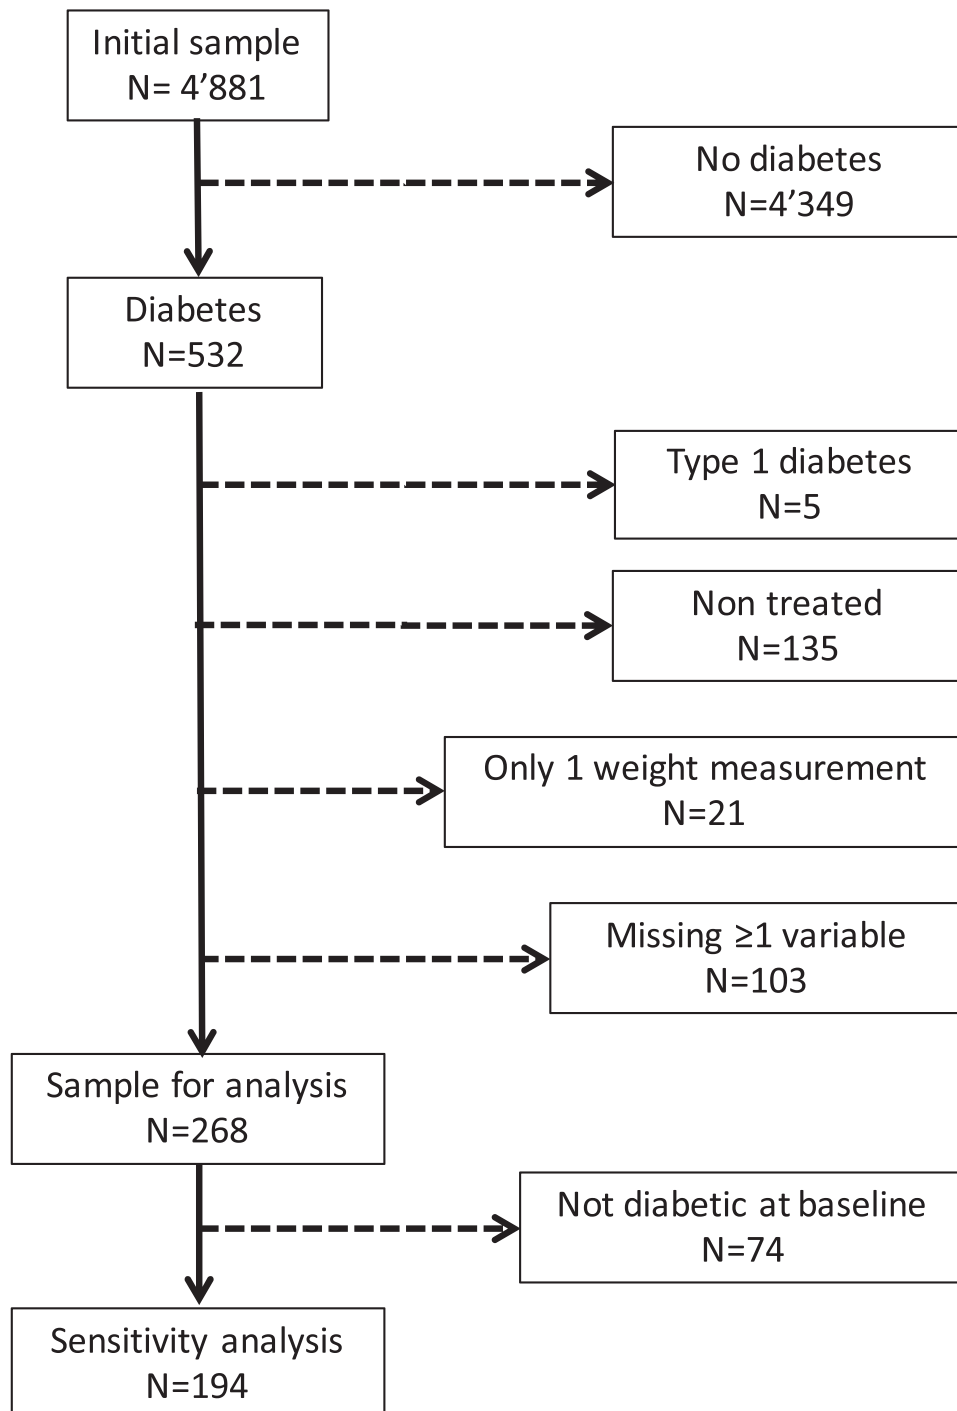 Initial sample
N= 4’881
No diabetes
N=4’349
Diabetes
N=532
Type 1 diabetes
N=5
Non treated
N=135
Only 1 weight measurement
N=21
Missing ≥1 variable
N=103
Sample for analysis
N=268
Not diabetic at baseline
N=74
Sensitivity analysis
N=194